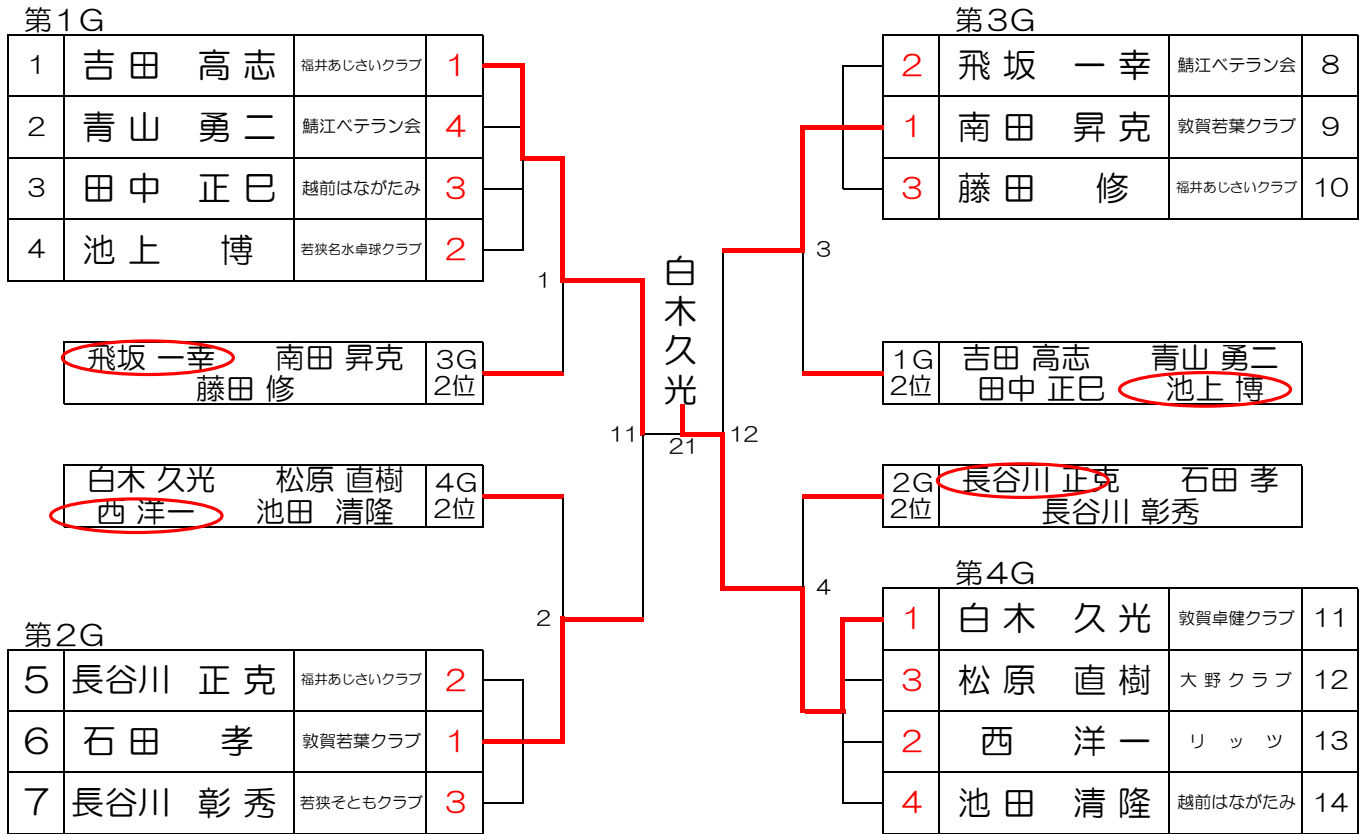 第1G
1 吉田 高志 福井あじさいクラブ 1
2 青山 勇二 鯖江ベテラン会 4
3 田中 正巳 越前はながたみ 3
4 池上 博 若狭名水卓球クラブ 2
1
飛坂 一幸 南田 昇克
藤田 修
3G
2位
白木 久光 松原 直樹
西 洋一 池田 清隆
4G
2位
2
第2G
5 長谷川 正克 福井あじさいクラブ 2
6 石田 孝 敦賀若葉クラブ 1
7 長谷川 彰秀 若狭そともクラブ 3
11
白木久光
21
12
第3G
2 飛坂 一幸 鯖江ベテラン会 8
1 南田 昇克 敦賀若葉クラブ 9
3 藤田 修 福井あじさいクラブ 10
3
1G
2位
吉田 高志 青山 勇二
田中 正巳 池上 博
2G
2位
長谷川 正克 石田 孝
長谷川 彰秀
4
第4G
1 白木 久光 敦賀卓健クラブ 11
3 松原 直樹 大野クラブ 12
2 西 洋一 リッツ 13
4 池田 清隆 越前はながたみ 14